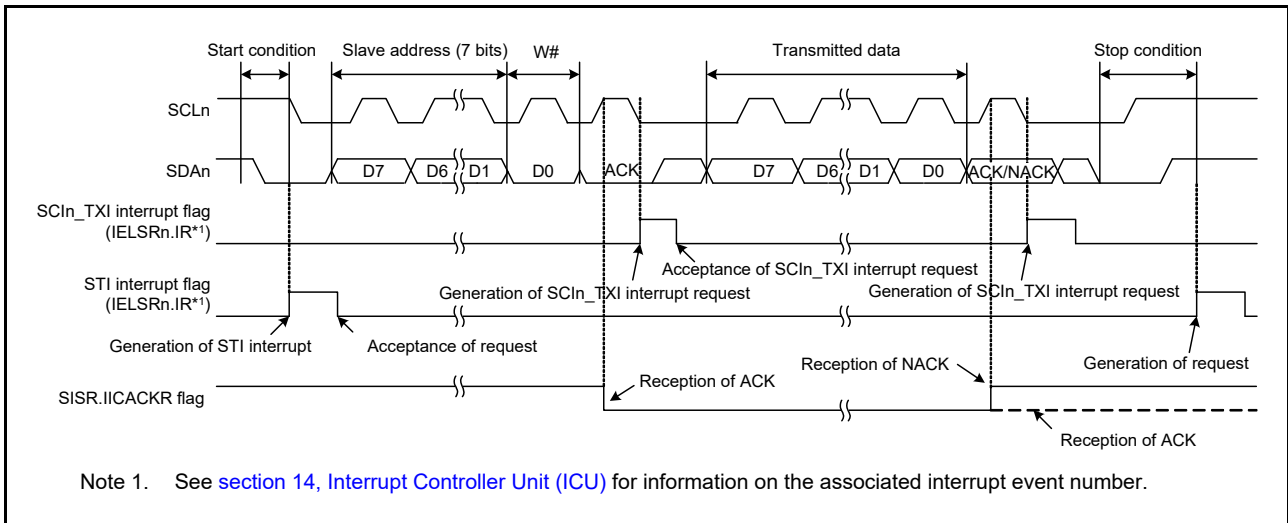 Start condition
Slave address (7 bits)
W#
Transmitted data
Stop condition
SCLn
SDAn
D7
D6
D1
D0
ACK
D7
D6
D1
D0
ACK/NACK
SCIn_TXI interrupt flag
(IELSRn.IR*1)
Acceptance of SCIn_TXI interrupt request
Generation of SCIn_TXI interrupt request
Generation of SCIn_TXI interrupt request
STI interrupt flag
(IELSRn.IR*1)
Generation of STI interrupt
Acceptance of request
Generation of request
SISR.IICACKR flag
Reception of ACK
Reception of NACK
Reception of ACK
Note 1. See section 14, Interrupt Controller Unit (ICU) for information on the associated interrupt event number.